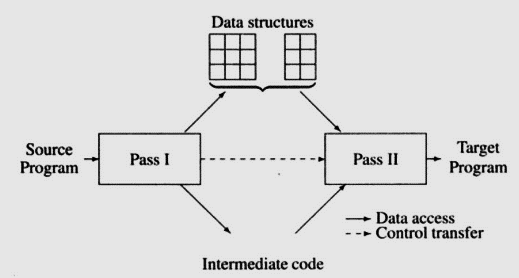 Data structures
Source
Program
Pass I
Pass II
Target
Program
Data access
Control transfer
Intermediate code